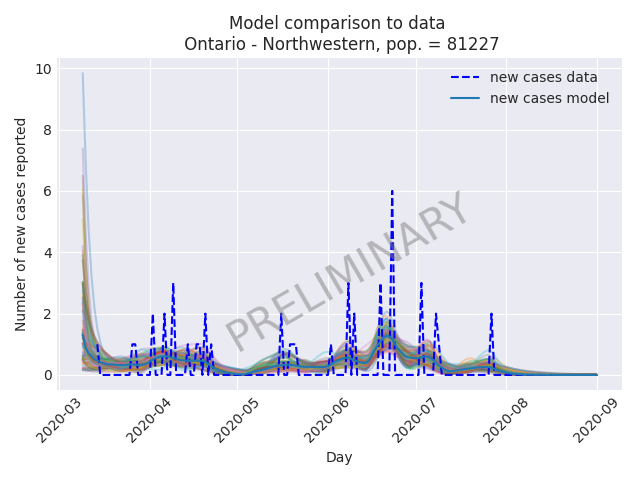 Model comparison to data
Ontario - Northwestern, pop. = 81227
10
8
6
4
2
0
Number of new cases reported
new cases data
new cases model
PRELIMINARY
2020-03
2020-04
2020-05
2020-06
2020-07
2020-08
2020-09
Day